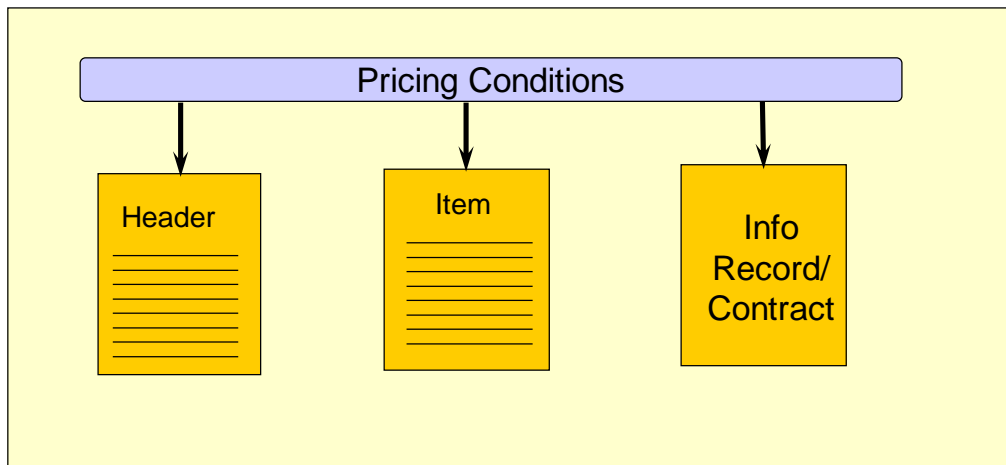 Pricing Conditions
Header
Item
Info
Record/
Contract